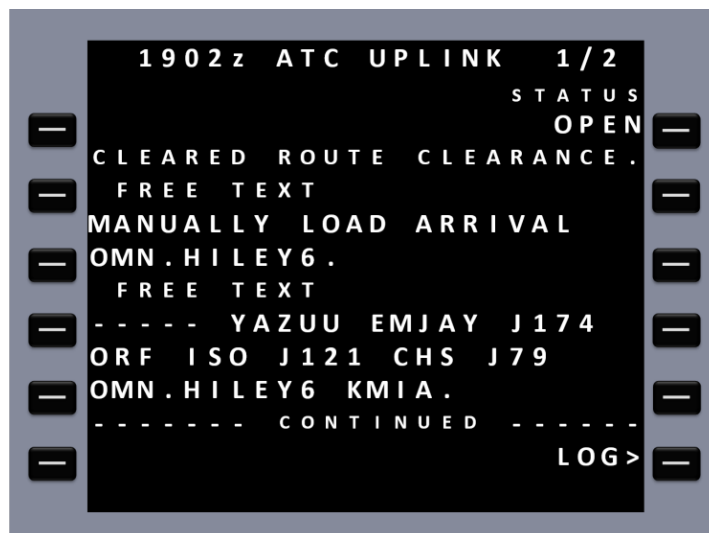 1902z ATC UPLINK 1/2
STATUS
OPEN
CLEARED ROUTE CLEARANCE.
FREE TEXT
MANUALLY LOAD ARRIVAL
OMN.HILEY6.
FREE TEXT
----- YAZUU EMJAY J174
ORF ISO J121 CHS J79
OMN.HILEY6 KMIA.
------- CONTINUED ------
LOG>